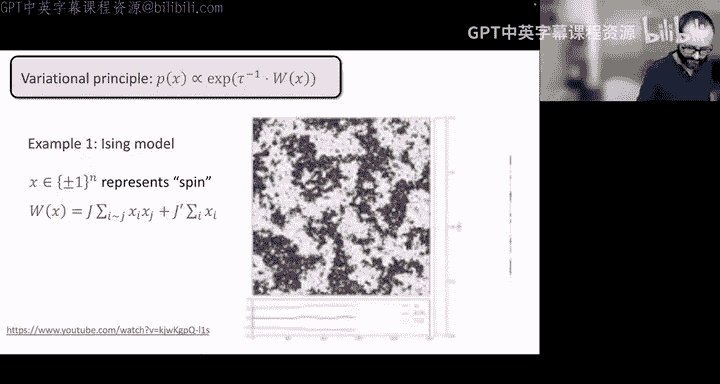 GPT中英字幕课程资源@bilibili.com
GPT中英字幕课程资源 bilibili
Variational principle: p(x) ∝ exp(τ⁻¹ · W(x))
Example 1: Ising model
x ∈ {±1}ⁿ represents “spin”
W(x) = J ∑ᵢ∼ⱼ xᵢxⱼ + J′ ∑ᵢ xᵢ
https://www.youtube.com/watch?v=kjwKgpQ-l1s